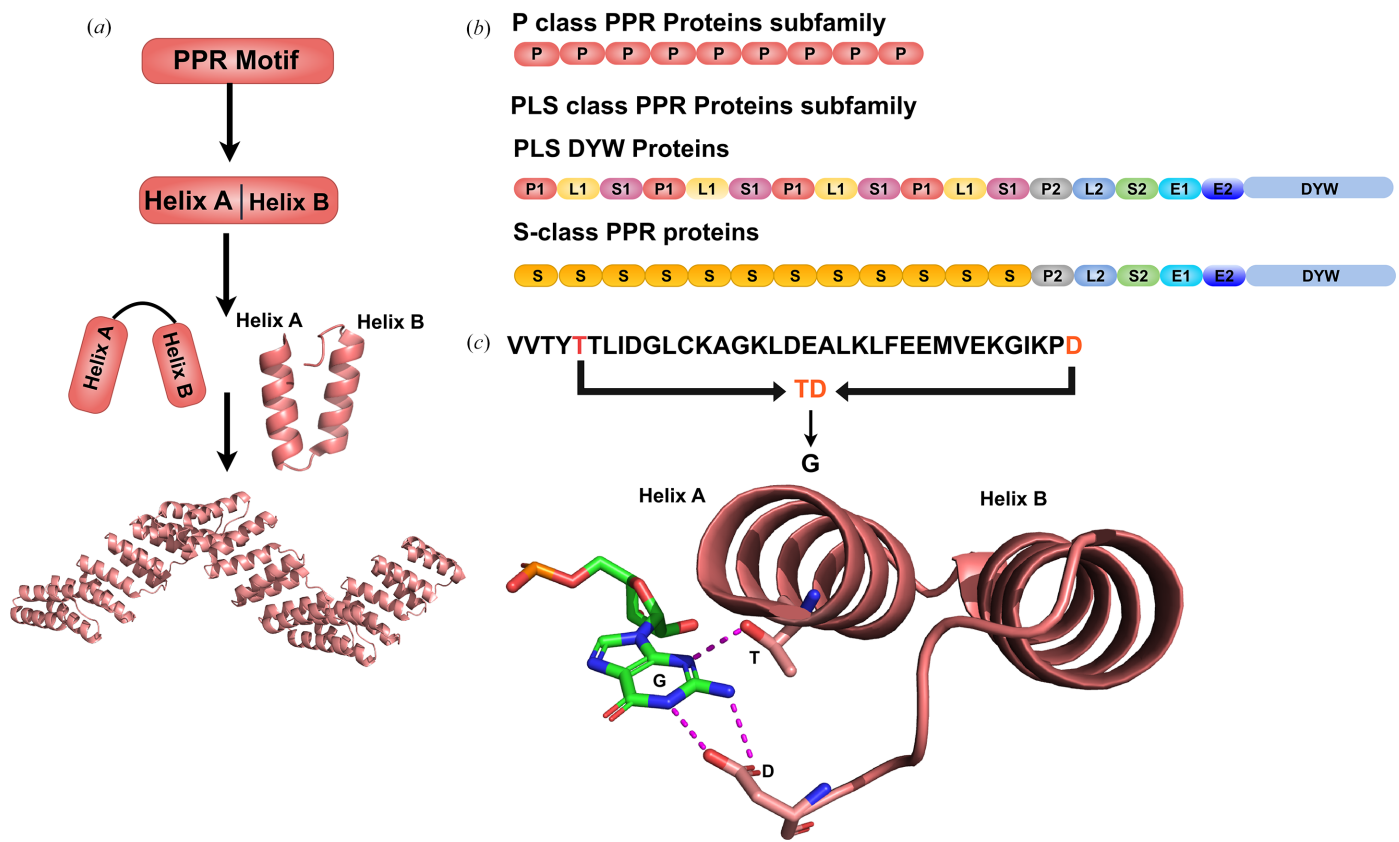 (a)
PPR Motif
Helix A Helix B
Helix A
Helix B
Helix A
Helix B
(b)
P class PPR Proteins subfamily
P P P P P P P P P
PLS class PPR Proteins subfamily
PLS DYW Proteins
P1 L1 S1 P1 L1 S1 P1 L1 S1 P1 L1 S1 P2 L2 S2 E1 E2 DYW
S-class PPR proteins
S S S S S S S S S S S S P2 L2 S2 E1 E2 DYW
(c)
VVTYTTLIDGLCKAGKLDEALKLFEEMVEKGIKPD
TD
G
Helix A
Helix B
T
G
D